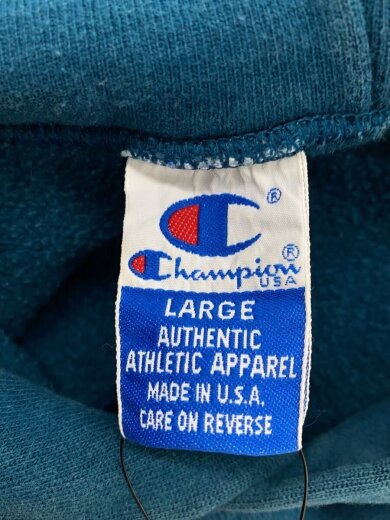 ®
Champion®
USA
LARGE
AUTHENTIC
ATHLETIC APPAREL
MADE IN U.S.A.
CARE ON REVERSE